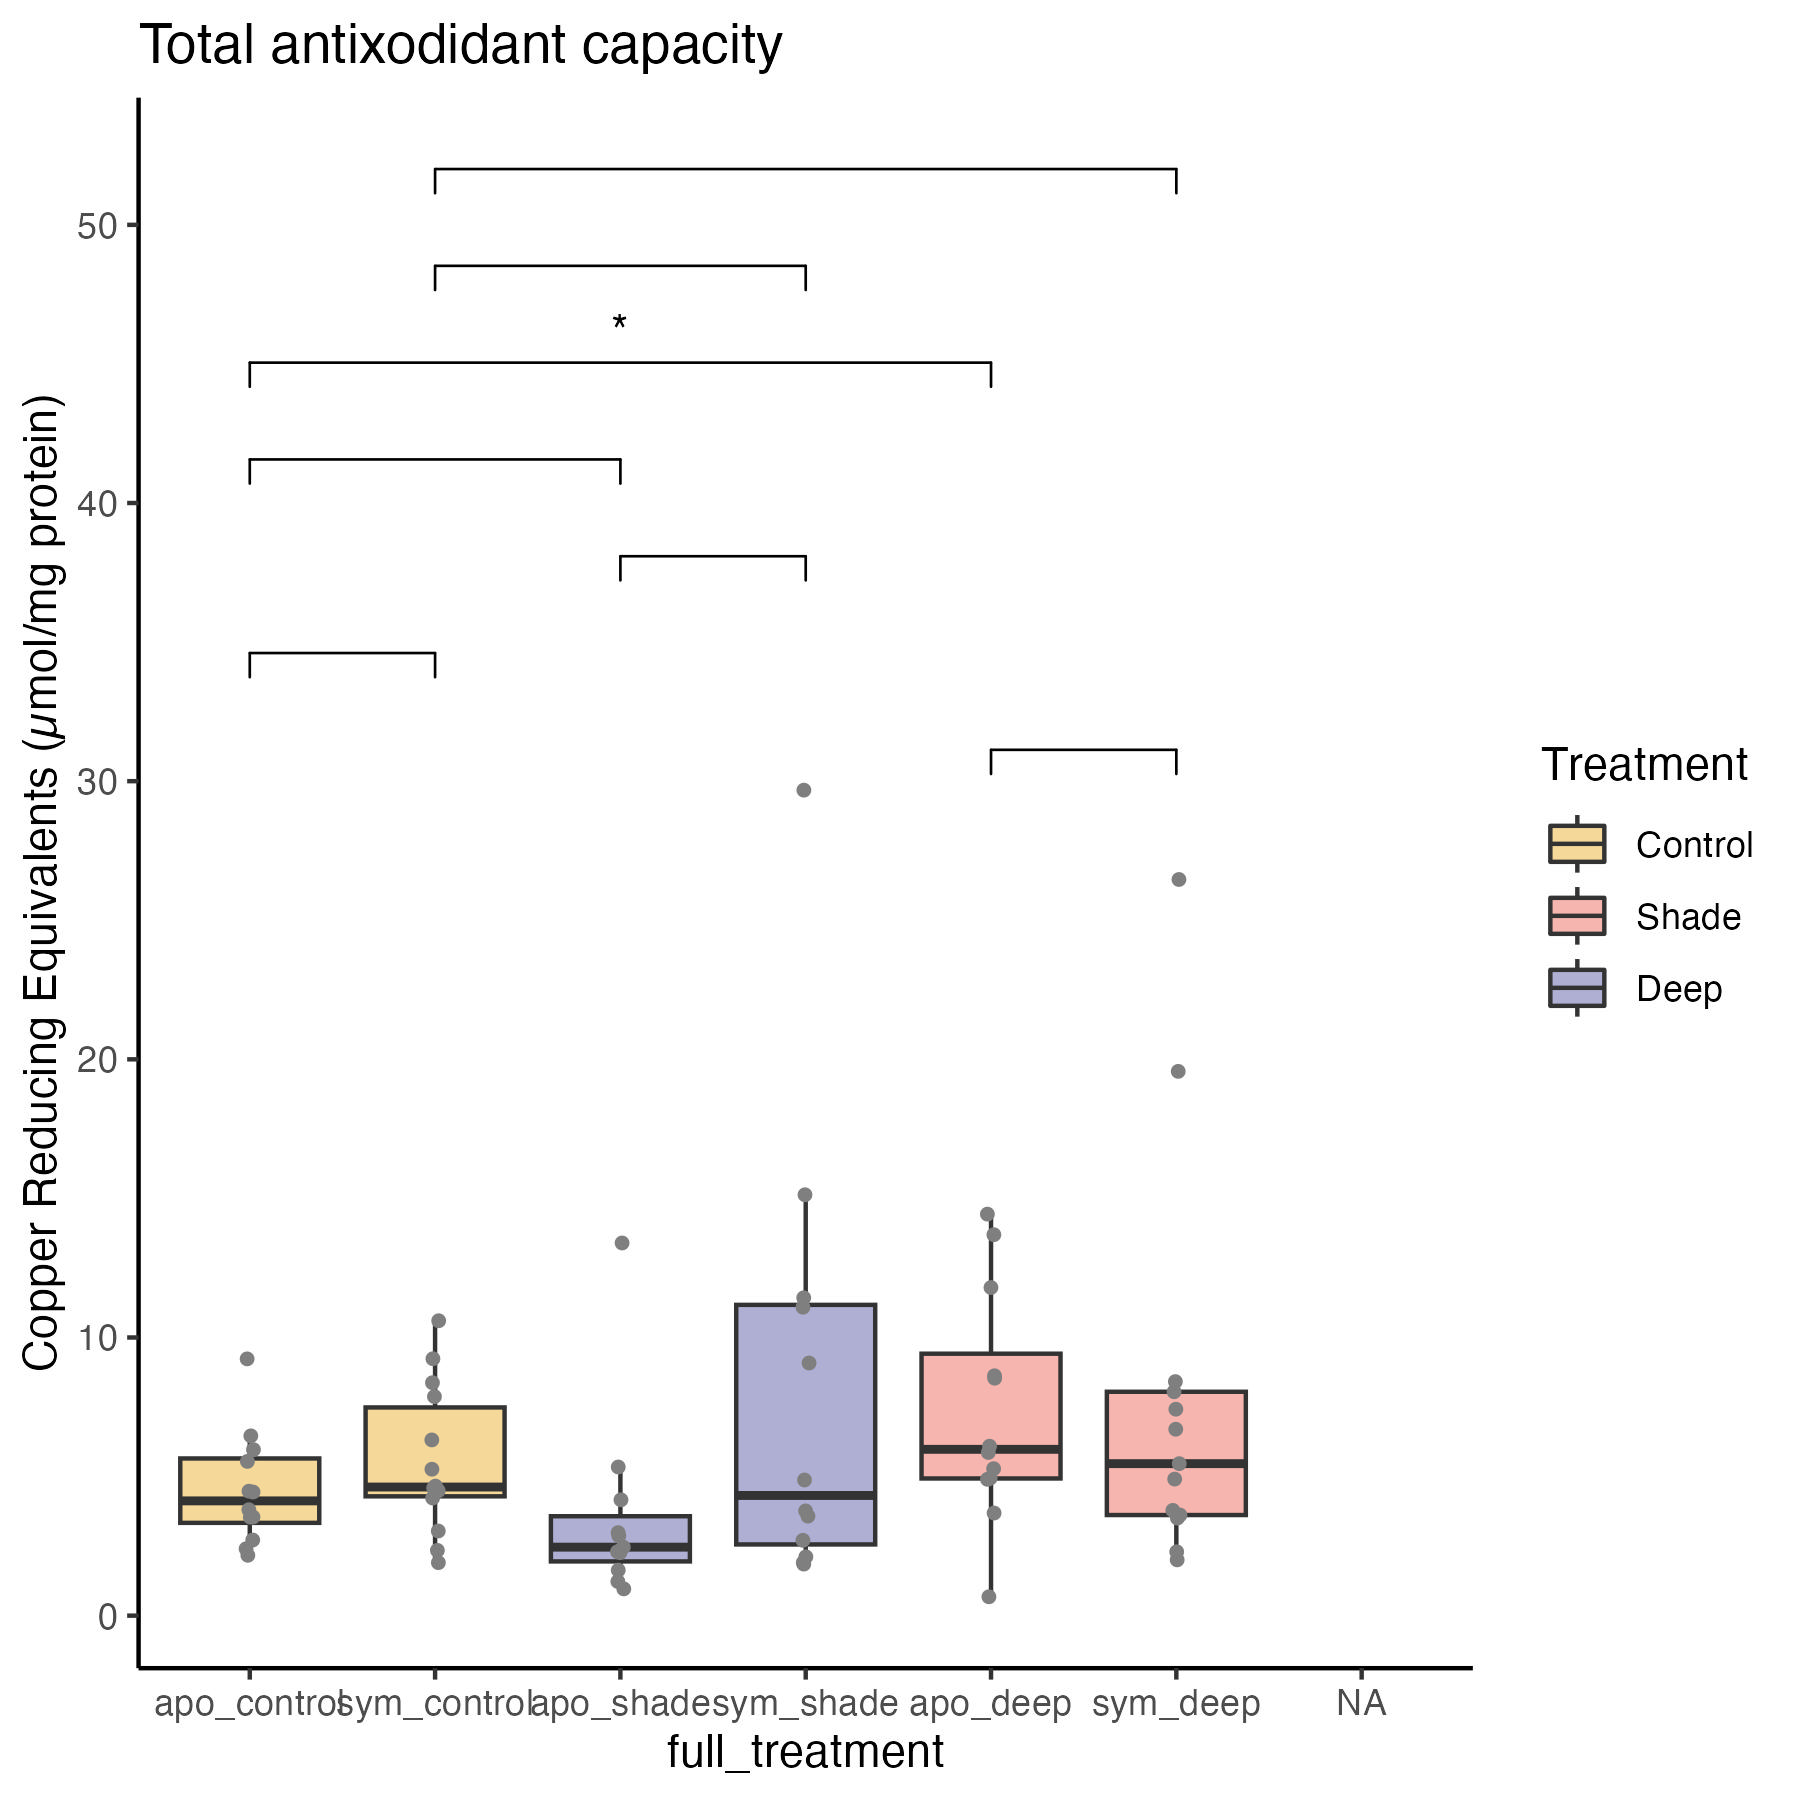 Total antixodidant capacity
Copper Reducing Equivalents (µmol/mg protein)
50
40
30
20
10
0
*
apo_control
sym_control
apo_shade
sym_shade
apo_deep
sym_deep
NA
full_treatment
Treatment
Control
Shade
Deep